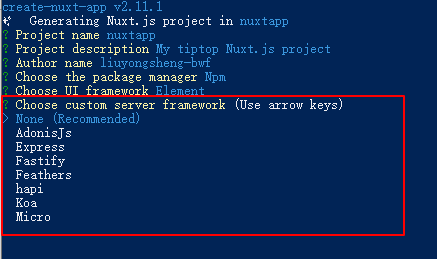 create-nuxt-app v2.11.1
✨ Generating Nuxt.js project in nuxtapp
? Project name nuxtapp
? Project description My tiptop Nuxt.js project
? Author name liuyongsheng-bwf
? Choose the package manager Npm
? Choose UI framework Element
? Choose custom server framework (Use arrow keys)
> None (Recommended)
AdonisJs
Express
Fastify
Feathers
hapi
Koa
Micro